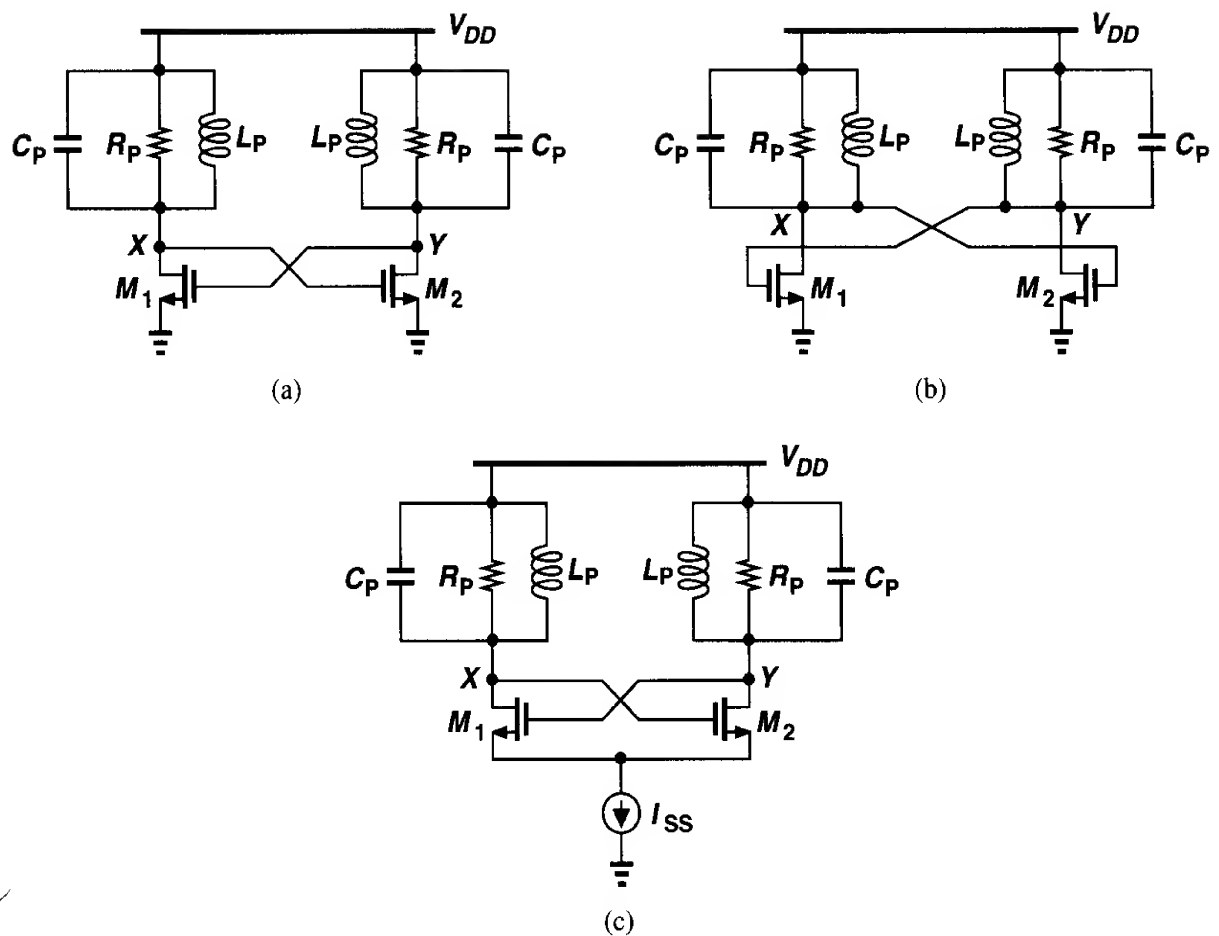 V_DD V_DD
C_P R_P L_P L_P R_P C_P C_P R_P L_P L_P R_P C_P
X Y X Y
M_1 M_2 M_1 M_2
(a) (b)
V_DD
C_P R_P L_P L_P R_P C_P
X Y
M_1 M_2
I_SS
(c)